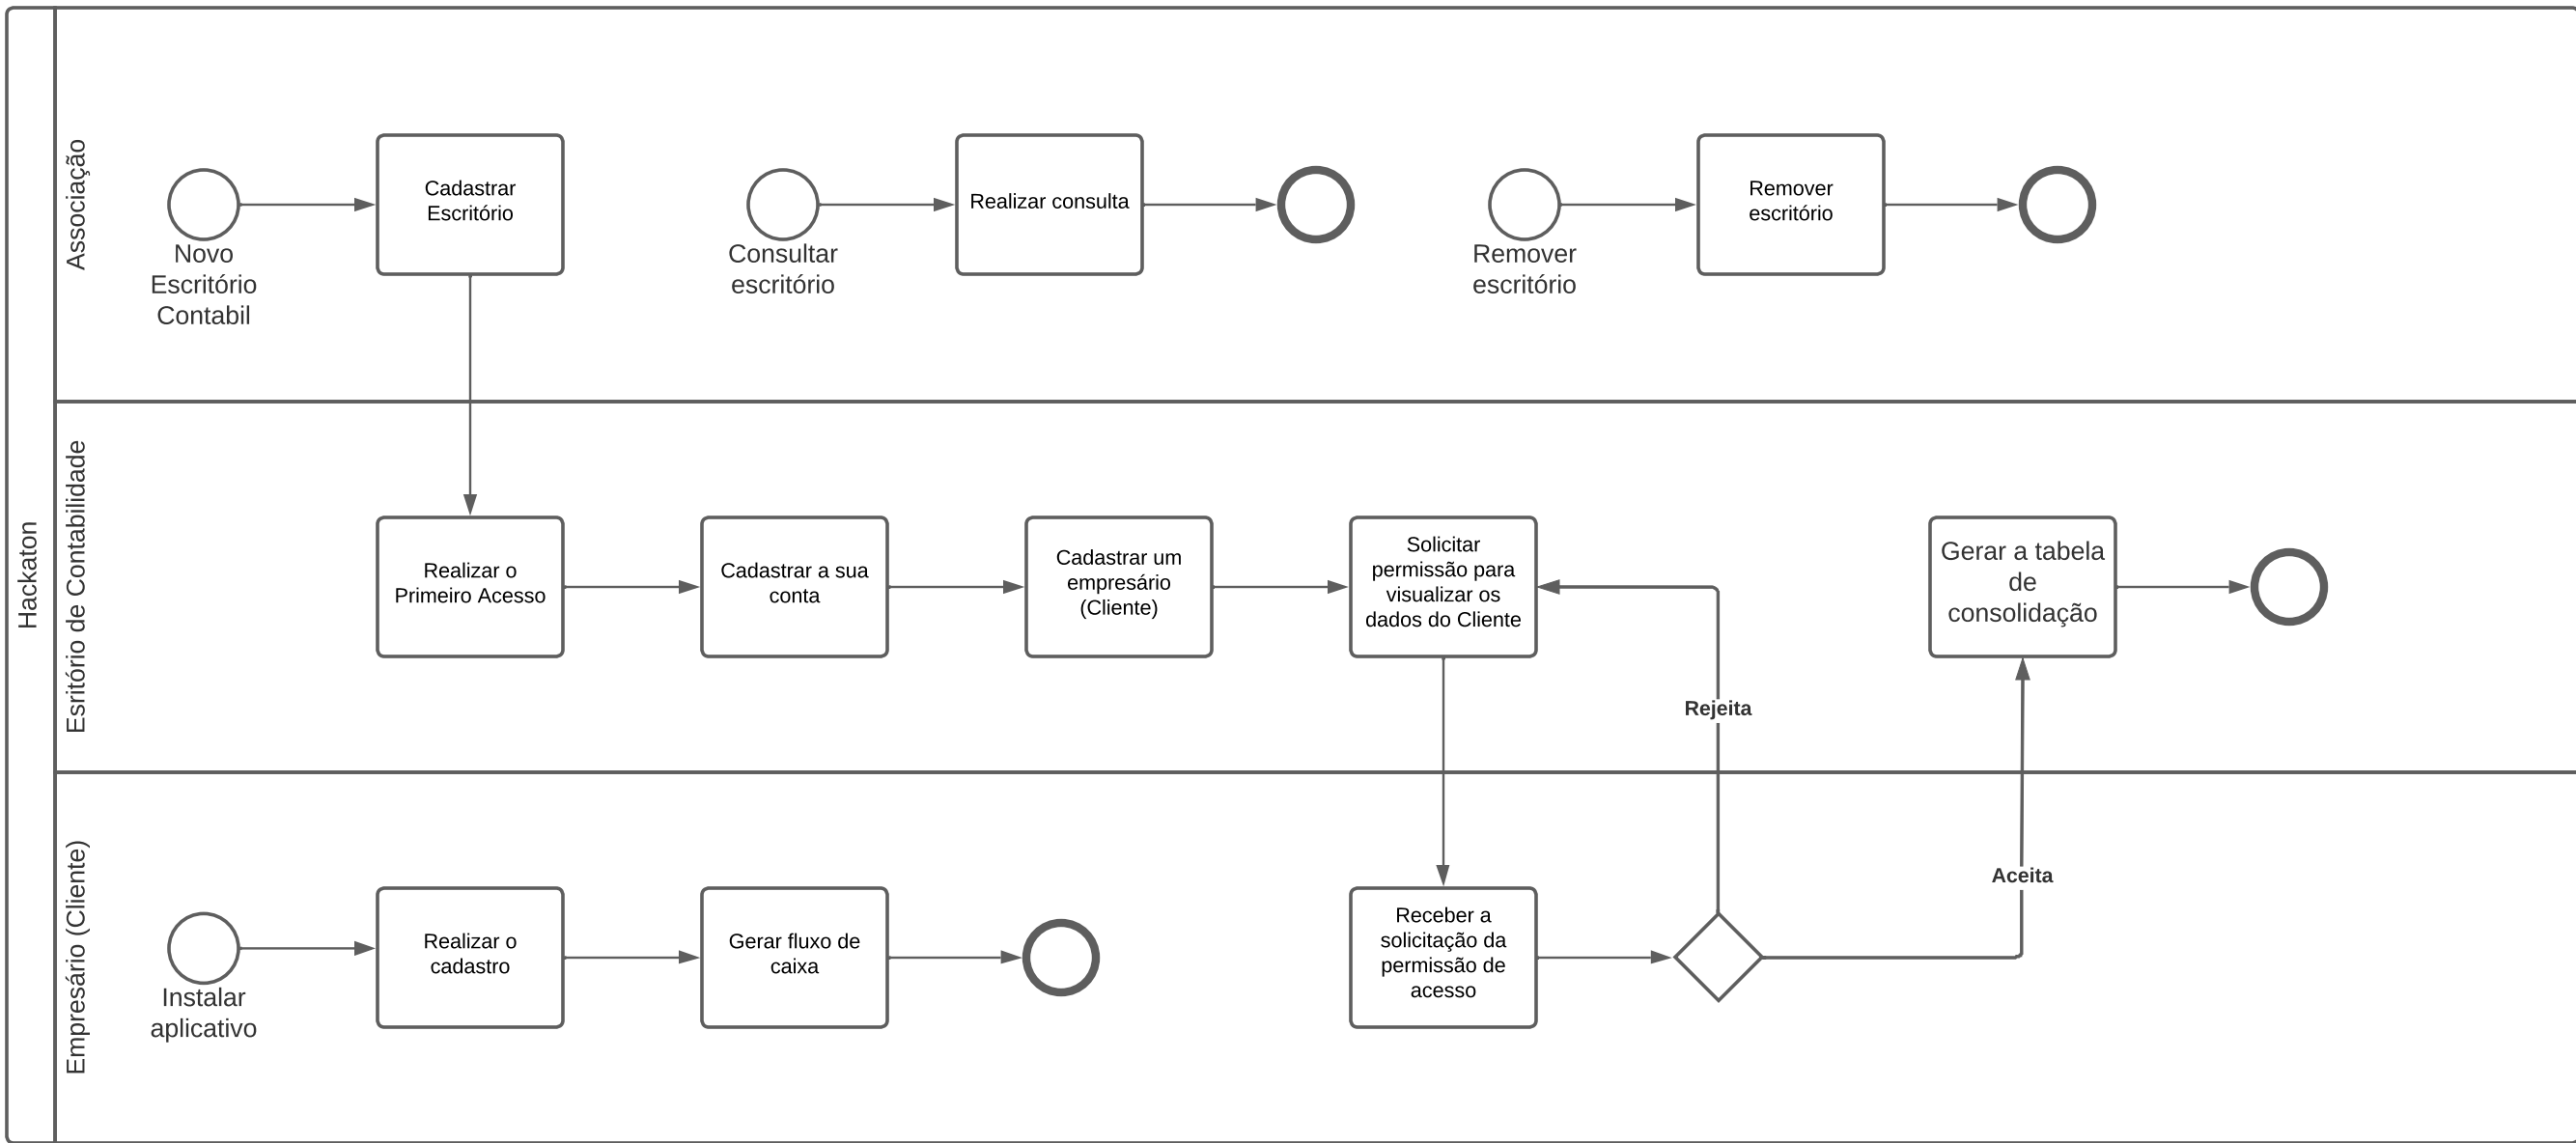 Hackaton
Associação
Novo
Escritório
Contabil
Cadastrar
Escritório
Consultar
escritório
Realizar consulta
Remover
escritório
Remover
escritório
Esritório de Contabilidade
Realizar o
Primeiro Acesso
Cadastrar a sua
conta
Cadastrar um
empresário
(Cliente)
Solicitar
permissão para
visualizar os
dados do Cliente
Rejeita
Gerar a tabela
de
consolidação
Empresário (Cliente)
Instalar
aplicativo
Realizar o
cadastro
Gerar fluxo de
caixa
Receber a
solicitação da
permissão de
acesso
Aceita